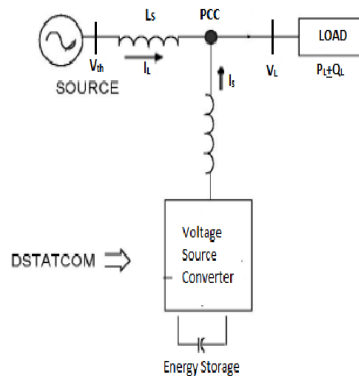 LS
PCC
LOAD
Vth
IL
VL
SOURCE
PL±QL
Is
Voltage
Source
Converter
DSTATCOM
Energy Storage